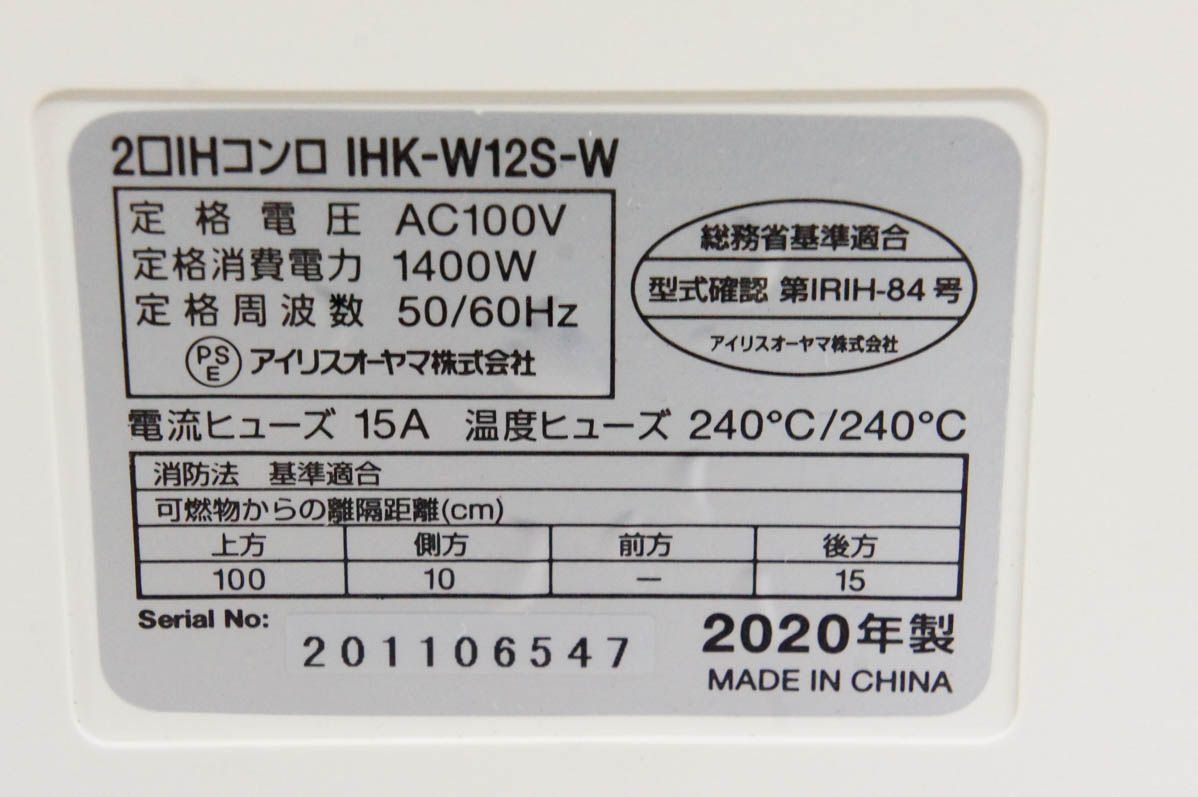 2口IHコンロ IHK-W12S-W
定格電圧 AC100V
定格消費電力 1400W
定格周波数 50/60Hz
PSE アイリスオーヤマ株式会社
総務省基準適合
型式確認 第IRIH-84号
アイリスオーヤマ株式会社
電流ヒューズ 15A 温度ヒューズ 240°C/240°C
消防法 基準適合
可燃物からの離隔距離(cm)
上方 側方 前方 後方
100 10 — 15
Serial No: 201106547
2020年製
MADE IN CHINA